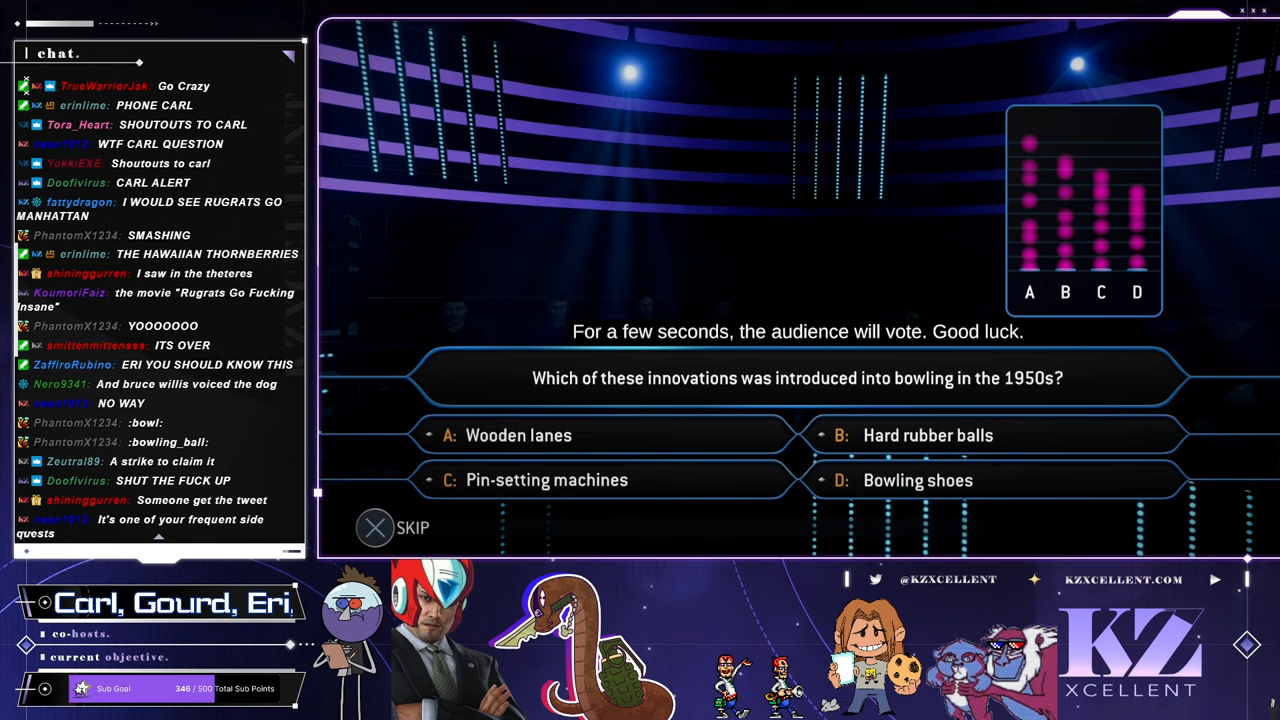 chat.
TrueWarriorJak: Go Crazy
erinlime: PHONE CARL
Tora_Heart: SHOUTOUTS TO CARL
neon1013: WTF CARL QUESTION
YukkiEXE: Shoutouts to carl
Doofivirus: CARL ALERT
fattydragon: I WOULD SEE RUGRATS GO
MANHATTAN
PhantomX1234: SMASHING
erinlime: THE HAWAIIAN THORNBERRIES
shininggurren: I saw in the theteres
KoumoriFaiz: the movie "Rugrats Go Fucking
Insane"
PhantomX1234: YOOOOOOO
smittenmittensss: ITS OVER
ZaffiroRubino: ERI YOU SHOULD KNOW THIS
Nero9341: And bruce willis voiced the dog
neon1013: NO WAY
PhantomX1234: :bowl:
PhantomX1234: :bowling_ball:
Zeutral89: A strike to claim it
Doofivirus: SHUT THE FUCK UP
shininggurren: Someone get the tweet
neon1013: It's one of your frequent side
quests
A B C D
For a few seconds, the audience will vote. Good luck.
Which of these innovations was introduced into bowling in the 1950s?
A: Wooden lanes
B: Hard rubber balls
C: Pin-setting machines
D: Bowling shoes
SKIP
Carl, Gourd, Eri,
co-hosts.
current objective.
Sub Goal 346 / 500 Total Sub Points
@KZXCELLENT
KZXCELLENT.COM
KZ
XCELLENT